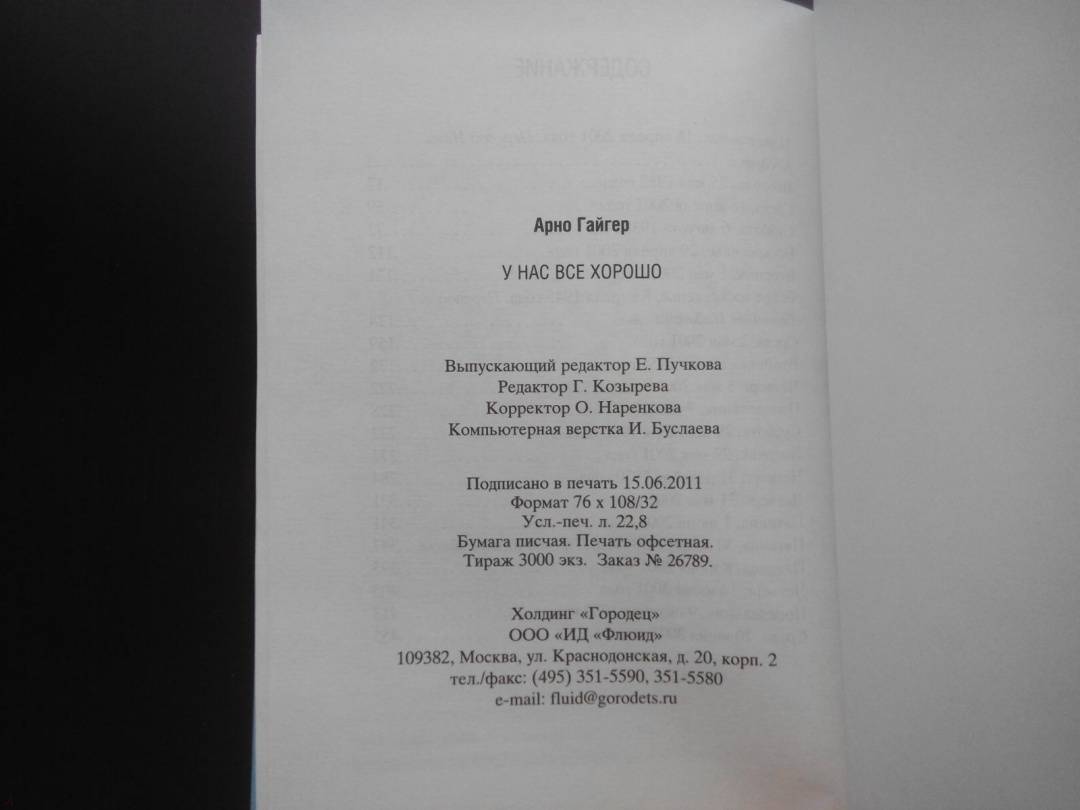 Арно Гайгер
У НАС ВСЕ ХОРОШО
Выпускающий редактор Е. Пучкова
Редактор Г. Козырева
Корректор О. Наренкова
Компьютерная верстка И. Буслаева
Подписано в печать 15.06.2011
Формат 76 х 108/32
Усл.-печ. л. 22,8
Бумага писчая. Печать офсетная.
Тираж 3000 экз. Заказ № 26789.
Холдинг «Городец»
ООО «ИД «Флюид»
109382, Москва, ул. Краснодонская, д. 20, корп. 2
тел./факс: (495) 351-5590, 351-5580
e-mail: fluid@gorodets.ru